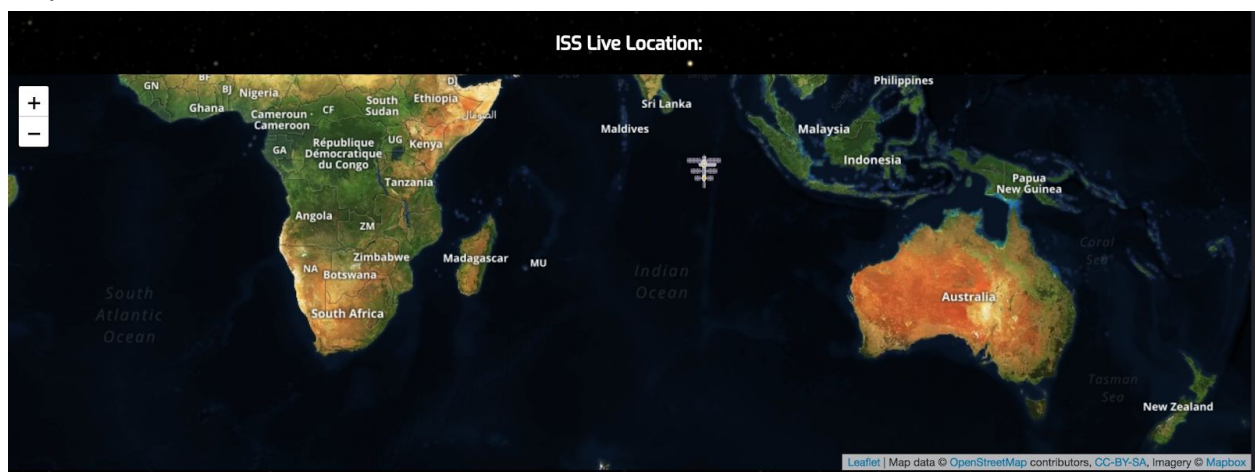 ISS Live Location:
+
−
GN
BF
BJ
Nigeria
Ghana
Cameroun -
Cameroon
CF
South
Sudan
Ethiopia
DJ
الصومال
GA
République
Démocratique
du Congo
UG
Kenya
Tanzania
Angola
ZM
Zimbabwe
NA
Botswana
South Africa
Madagascar
MU
Sri Lanka
Maldives
Philippines
Malaysia
Indonesia
Papua
New Guinea
Coral
Sea
South
Atlantic
Ocean
Indian
Ocean
Australia
Tasman
Sea
New Zealand
Leaflet | Map data © OpenStreetMap contributors, CC-BY-SA, Imagery © Mapbox